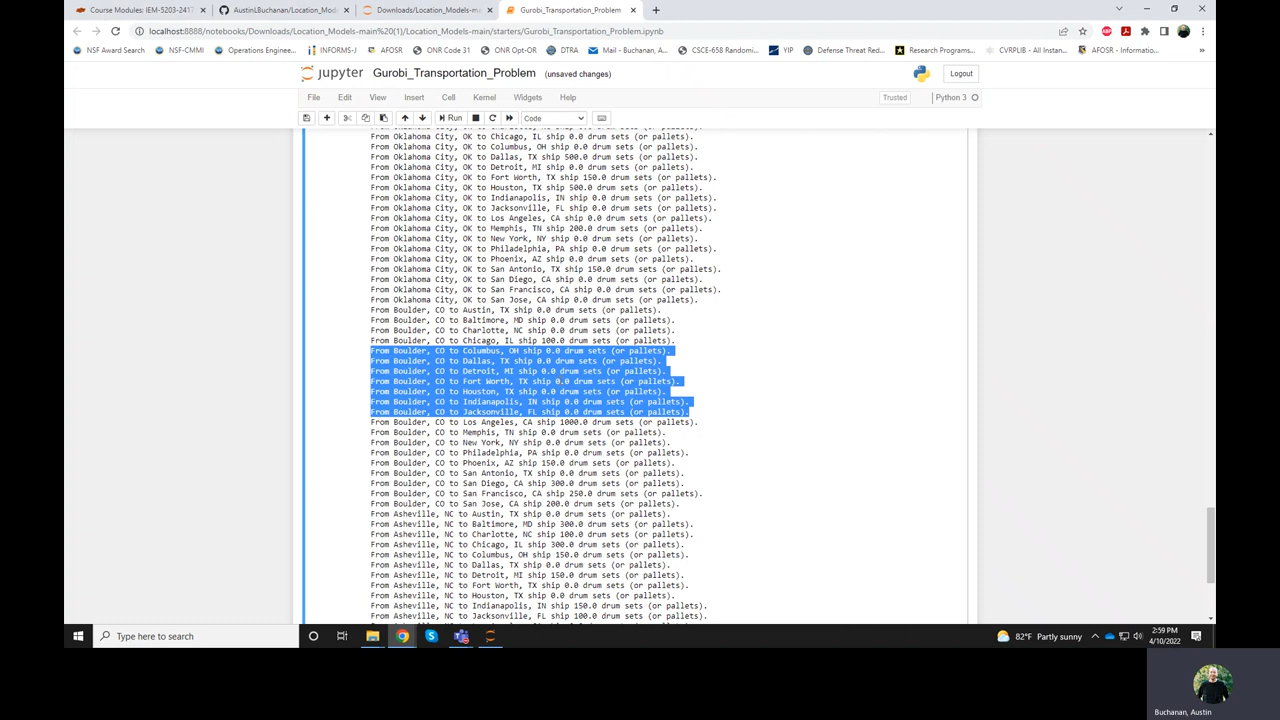 Course Modules: IEM-5203-2417
AustinLBuchanan/Location_Mode
Downloads/Location_Models-ma
Gurobi_Transportation_Problem
localhost:8888/notebooks/Downloads/Location_Models-main%20(1)/Location_Models-main/starters/Gurobi_Transportation_Problem.ipynb
NSF Award Search
NSF-CMMI
Operations Enginee...
INFORMS-J
AFOSR
ONR Code 31
ONR Opt-OR
DTRA
Mail - Buchanan, A...
CSCE-658 Randomi...
YIP
Defense Threat Red...
Research Programs...
CVRPLIB - All Instan...
AFOSR - Informatio...
jupyter Gurobi_Transportation_Problem (unsaved changes)
Logout
File Edit View Insert Cell Kernel Widgets Help
Trusted
Python 3
Run
Code
From Oklahoma City, OK to Chicago, IL ship 0.0 drum sets (or pallets).
From Oklahoma City, OK to Columbus, OH ship 0.0 drum sets (or pallets).
From Oklahoma City, OK to Dallas, TX ship 500.0 drum sets (or pallets).
From Oklahoma City, OK to Detroit, MI ship 0.0 drum sets (or pallets).
From Oklahoma City, OK to Fort Worth, TX ship 150.0 drum sets (or pallets).
From Oklahoma City, OK to Houston, TX ship 500.0 drum sets (or pallets).
From Oklahoma City, OK to Indianapolis, IN ship 0.0 drum sets (or pallets).
From Oklahoma City, OK to Jacksonville, FL ship 0.0 drum sets (or pallets).
From Oklahoma City, OK to Los Angeles, CA ship 0.0 drum sets (or pallets).
From Oklahoma City, OK to Memphis, TN ship 200.0 drum sets (or pallets).
From Oklahoma City, OK to New York, NY ship 0.0 drum sets (or pallets).
From Oklahoma City, OK to Philadelphia, PA ship 0.0 drum sets (or pallets).
From Oklahoma City, OK to Phoenix, AZ ship 0.0 drum sets (or pallets).
From Oklahoma City, OK to San Antonio, TX ship 150.0 drum sets (or pallets).
From Oklahoma City, OK to San Diego, CA ship 0.0 drum sets (or pallets).
From Oklahoma City, OK to San Francisco, CA ship 0.0 drum sets (or pallets).
From Oklahoma City, OK to San Jose, CA ship 0.0 drum sets (or pallets).
From Boulder, CO to Austin, TX ship 0.0 drum sets (or pallets).
From Boulder, CO to Baltimore, MD ship 0.0 drum sets (or pallets).
From Boulder, CO to Charlotte, NC ship 0.0 drum sets (or pallets).
From Boulder, CO to Chicago, IL ship 100.0 drum sets (or pallets).
From Boulder, CO to Columbus, OH ship 0.0 drum sets (or pallets).
From Boulder, CO to Dallas, TX ship 0.0 drum sets (or pallets).
From Boulder, CO to Detroit, MI ship 0.0 drum sets (or pallets).
From Boulder, CO to Fort Worth, TX ship 0.0 drum sets (or pallets).
From Boulder, CO to Houston, TX ship 0.0 drum sets (or pallets).
From Boulder, CO to Indianapolis, IN ship 0.0 drum sets (or pallets).
From Boulder, CO to Jacksonville, FL ship 0.0 drum sets (or pallets).
From Boulder, CO to Los Angeles, CA ship 1000.0 drum sets (or pallets).
From Boulder, CO to Memphis, TN ship 0.0 drum sets (or pallets).
From Boulder, CO to New York, NY ship 0.0 drum sets (or pallets).
From Boulder, CO to Philadelphia, PA ship 0.0 drum sets (or pallets).
From Boulder, CO to Phoenix, AZ ship 150.0 drum sets (or pallets).
From Boulder, CO to San Antonio, TX ship 0.0 drum sets (or pallets).
From Boulder, CO to San Diego, CA ship 300.0 drum sets (or pallets).
From Boulder, CO to San Francisco, CA ship 250.0 drum sets (or pallets).
From Boulder, CO to San Jose, CA ship 200.0 drum sets (or pallets).
From Asheville, NC to Austin, TX ship 0.0 drum sets (or pallets).
From Asheville, NC to Baltimore, MD ship 300.0 drum sets (or pallets).
From Asheville, NC to Charlotte, NC ship 100.0 drum sets (or pallets).
From Asheville, NC to Chicago, IL ship 300.0 drum sets (or pallets).
From Asheville, NC to Columbus, OH ship 150.0 drum sets (or pallets).
From Asheville, NC to Dallas, TX ship 0.0 drum sets (or pallets).
From Asheville, NC to Detroit, MI ship 150.0 drum sets (or pallets).
From Asheville, NC to Fort Worth, TX ship 0.0 drum sets (or pallets).
From Asheville, NC to Houston, TX ship 0.0 drum sets (or pallets).
From Asheville, NC to Indianapolis, IN ship 150.0 drum sets (or pallets).
From Asheville, NC to Jacksonville, FL ship 100.0 drum sets (or pallets).
Type here to search
82°F Partly sunny
2:59 PM
4/10/2022
Buchanan, Austin